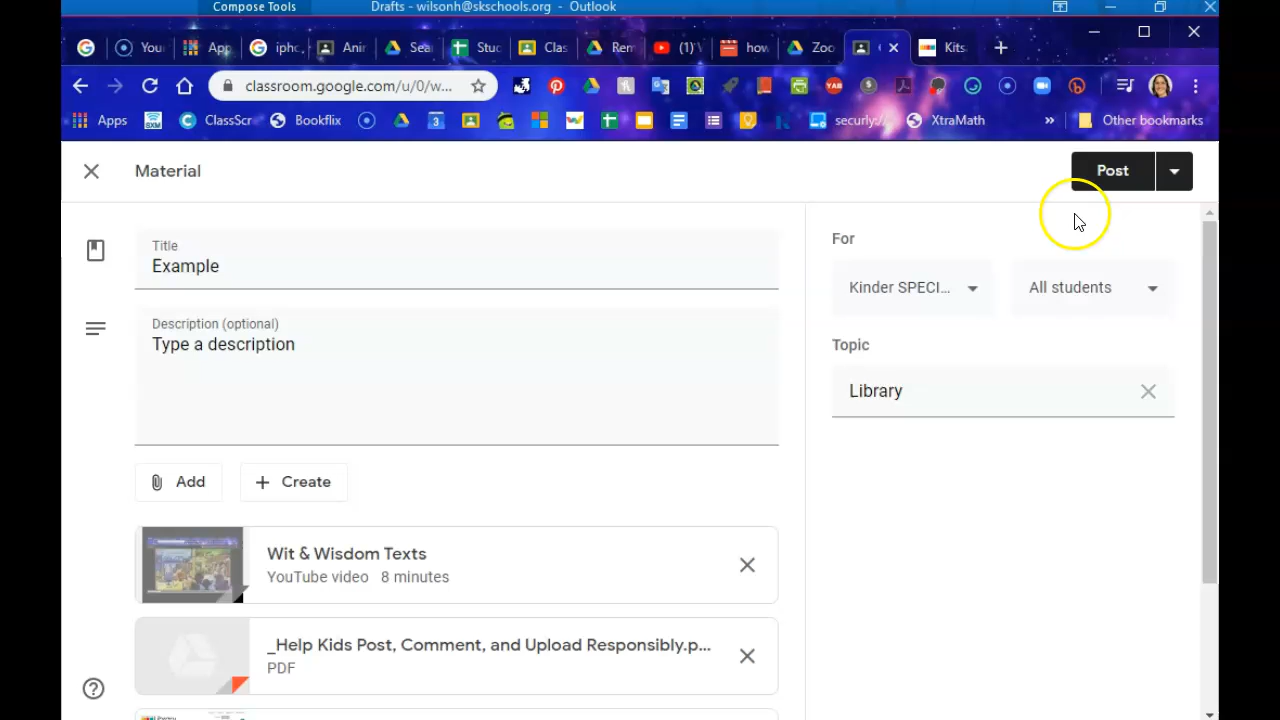 Compose Tools
Drafts - wilsonh@skschools.org - Outlook
You
App
iph
Anir
Sea
Stuc
Clas
Rem
(1)
how
Zoo
Kits
classroom.google.com/u/0/w...
Apps
ClassScr
Bookflix
securly:/
XtraMath
»
Other bookmarks
Material
Post
Title
Example
For
Kinder SPECI...
All students
Description (optional)
Type a description
Topic
Library
Add
Create
Wit & Wisdom Texts
YouTube video 8 minutes
_Help Kids Post, Comment, and Upload Responsibly.p...
PDF